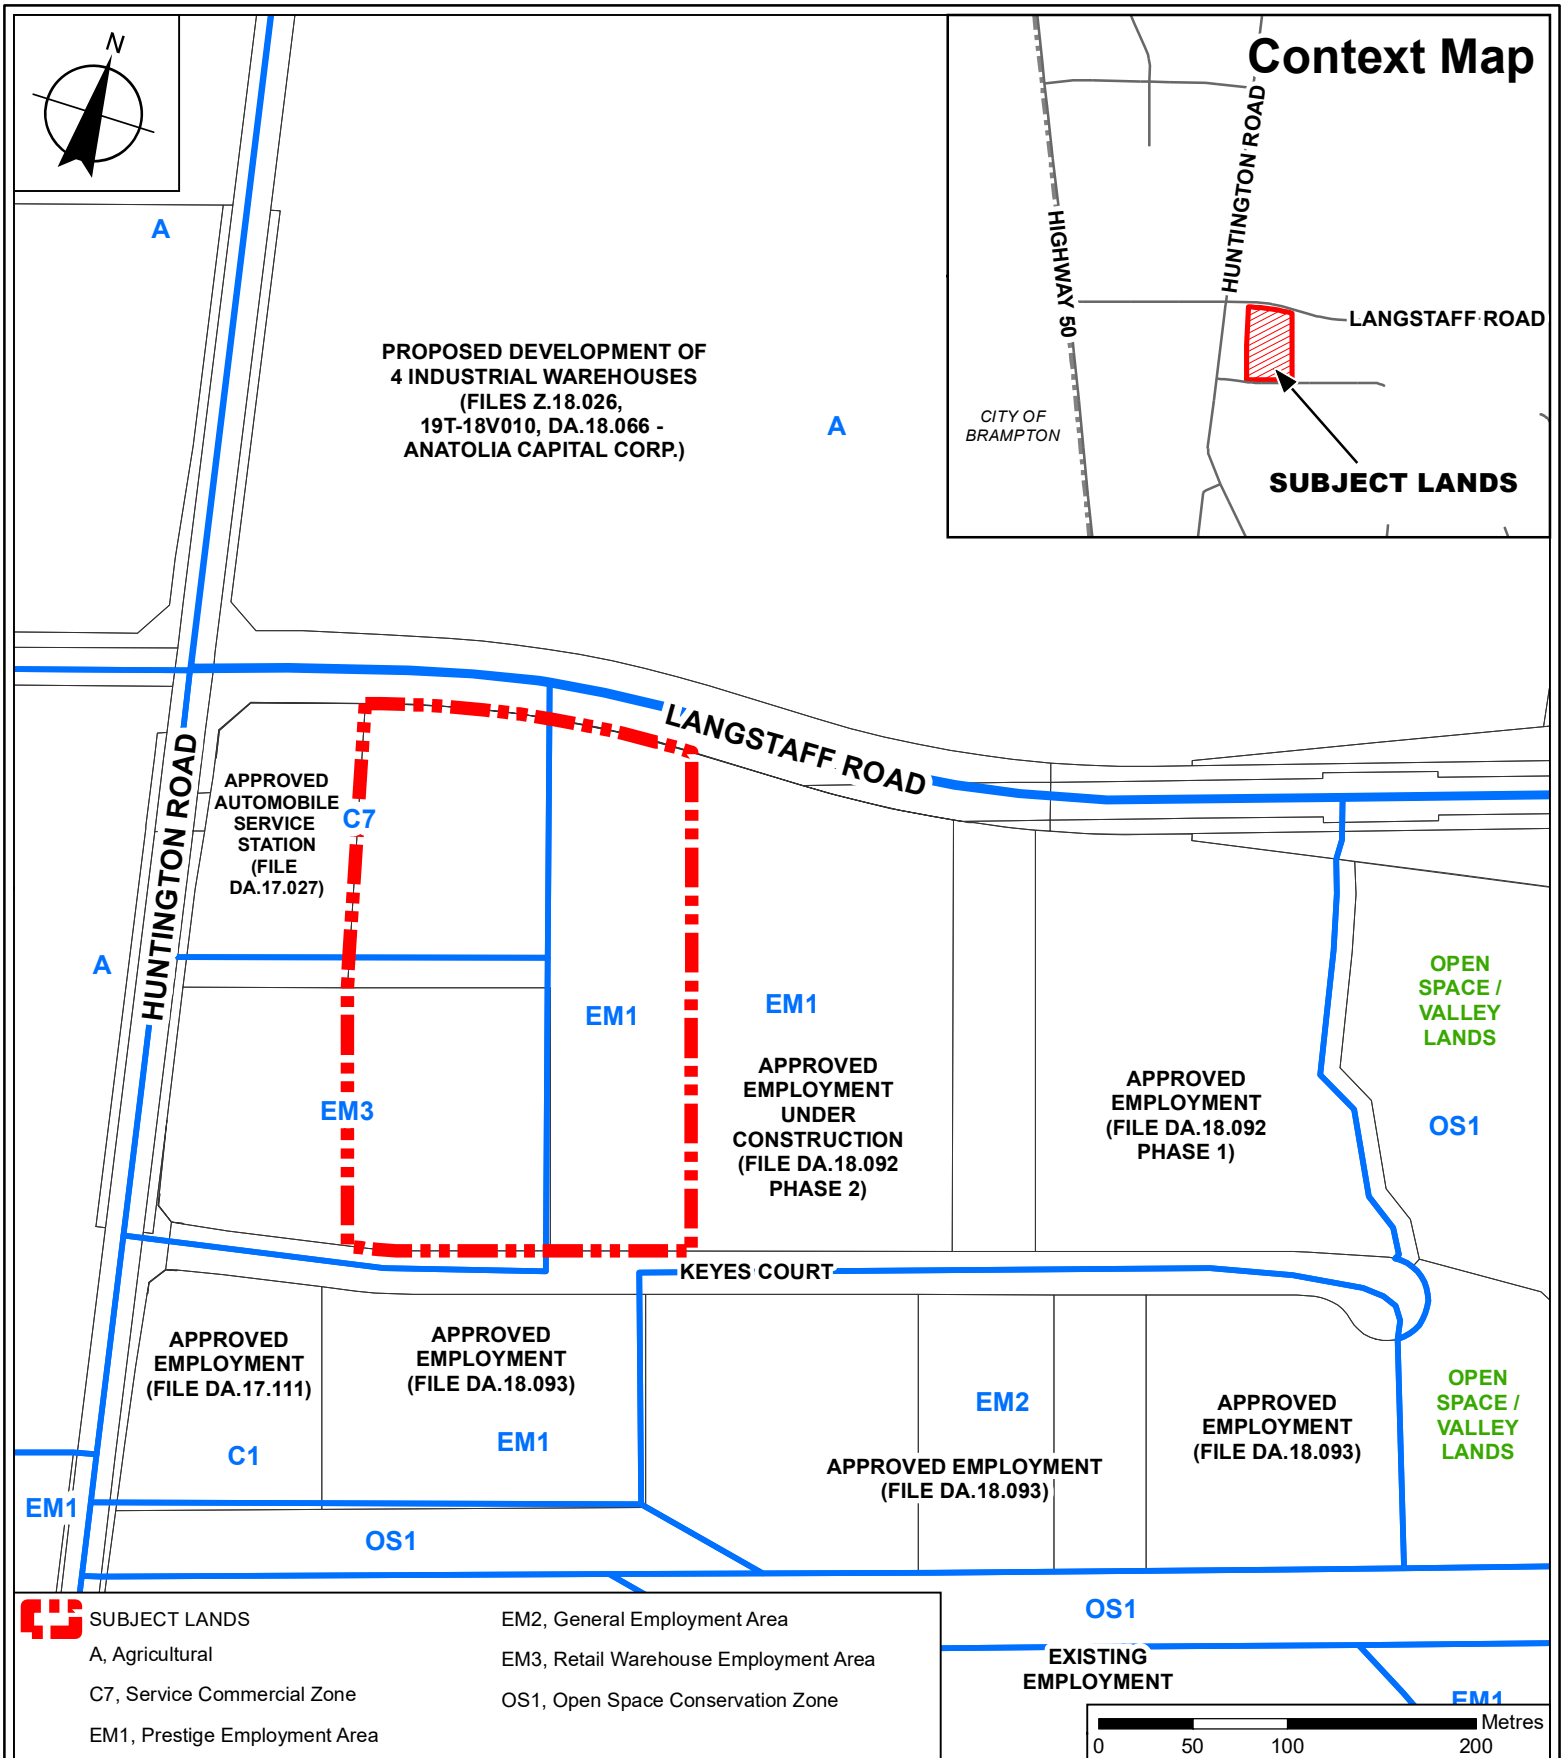 N
Context Map
HUNTINGTON ROAD
HIGHWAY 50
LANGSTAFF ROAD
CITY OF
BRAMPTON
SUBJECT LANDS
A
PROPOSED DEVELOPMENT OF
4 INDUSTRIAL WAREHOUSES
(FILES Z.18.026,
19T-18V010, DA.18.066 -
ANATOLIA CAPITAL CORP.)
A
LANGSTAFF ROAD
HUNTINGTON ROAD
APPROVED
AUTOMOBILE
SERVICE
STATION
(FILE
DA.17.027)
C7
A
EM3
EM1
EM1
APPROVED
EMPLOYMENT
UNDER
CONSTRUCTION
(FILE DA.18.092
PHASE 2)
APPROVED
EMPLOYMENT
(FILE DA.18.092
PHASE 1)
OPEN
SPACE /
VALLEY
LANDS
OS1
KEYES COURT
APPROVED
EMPLOYMENT
(FILE DA.17.111)
C1
APPROVED
EMPLOYMENT
(FILE DA.18.093)
EM1
EM2
APPROVED EMPLOYMENT
(FILE DA.18.093)
APPROVED
EMPLOYMENT
(FILE DA.18.093)
OPEN
SPACE /
VALLEY
LANDS
EM1
OS1
OS1
EXISTING
EMPLOYMENT
EM1
SUBJECT LANDS
A, Agricultural
C7, Service Commercial Zone
EM1, Prestige Employment Area
EM2, General Employment Area
EM3, Retail Warehouse Employment Area
OS1, Open Space Conservation Zone
Metres
0 50 100 200